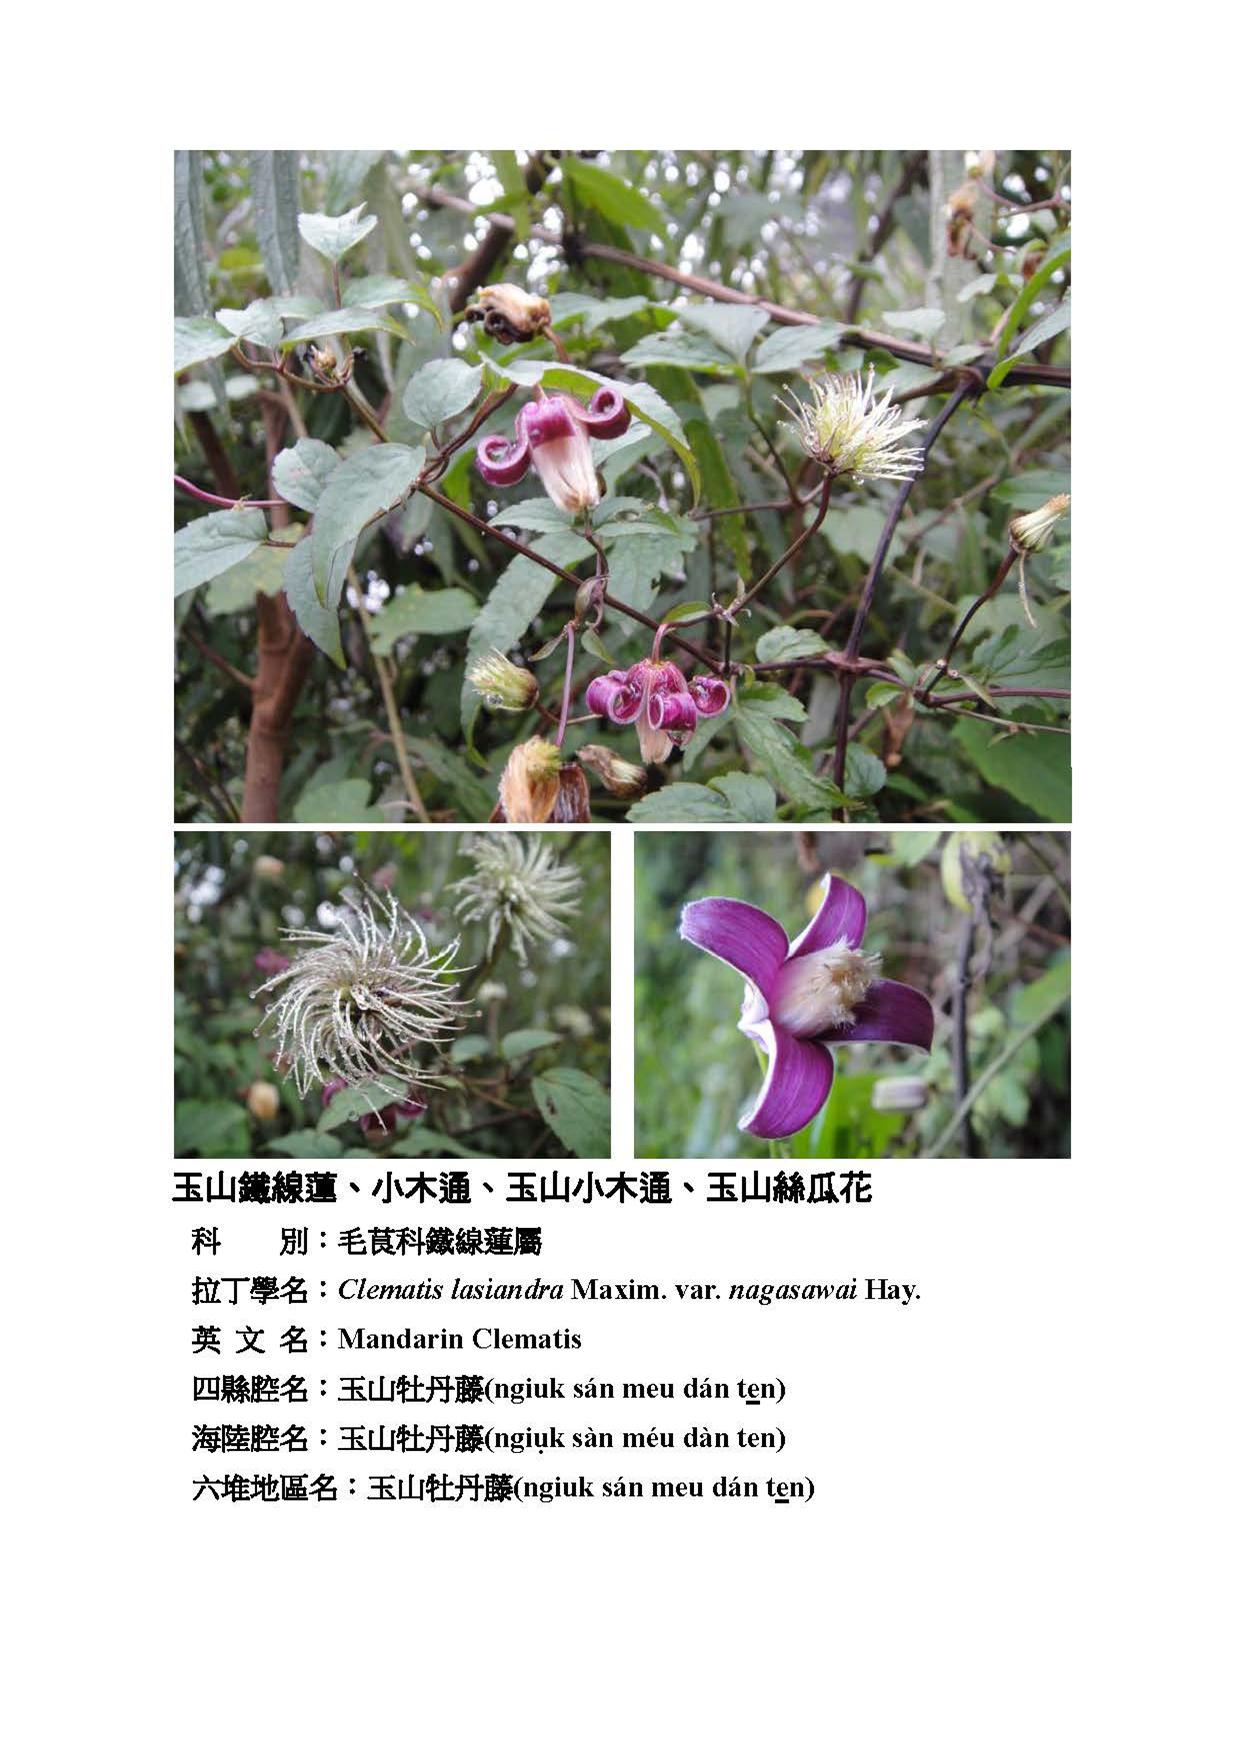 玉山鐵線蓮、小木通、玉山小木通、玉山絲瓜花
科　　別：毛茛科鐵線蓮屬
拉丁學名：Clematis lasiandra Maxim. var. nagasawai Hay.
英 文 名：Mandarin Clematis
四縣腔名：玉山牡丹藤(ngiuk sán meu dán te̲n)
海陸腔名：玉山牡丹藤(ngiụk sàn méu dàn ten)
六堆地區名：玉山牡丹藤(ngiuk sán meu dán te̲n)